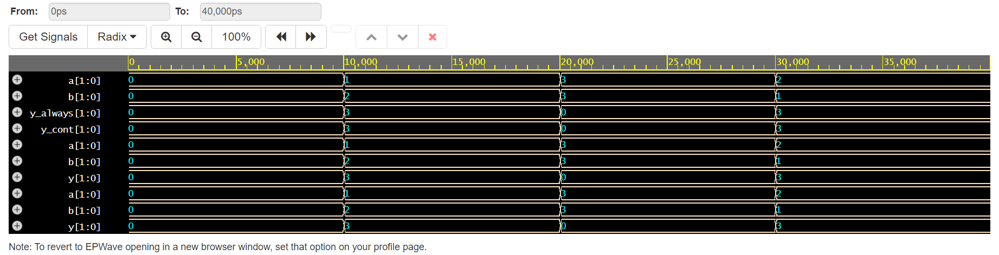 From: 0ps To: 40,000ps
Get Signals Radix 100%
0 5,000 10,000 15,000 20,000 25,000 30,000 35,000
a[1:0] 0 1 3 2
b[1:0] 0 2 3 1
y_always[1:0] 0 3 0 3
y_cont[1:0] 0 3 0 3
a[1:0] 0 1 3 2
b[1:0] 0 2 3 1
y[1:0] 0 3 0 3
a[1:0] 0 1 3 2
b[1:0] 0 2 3 1
y[1:0] 0 3 0 3
Note: To revert to EPWave opening in a new browser window, set that option on your profile page.